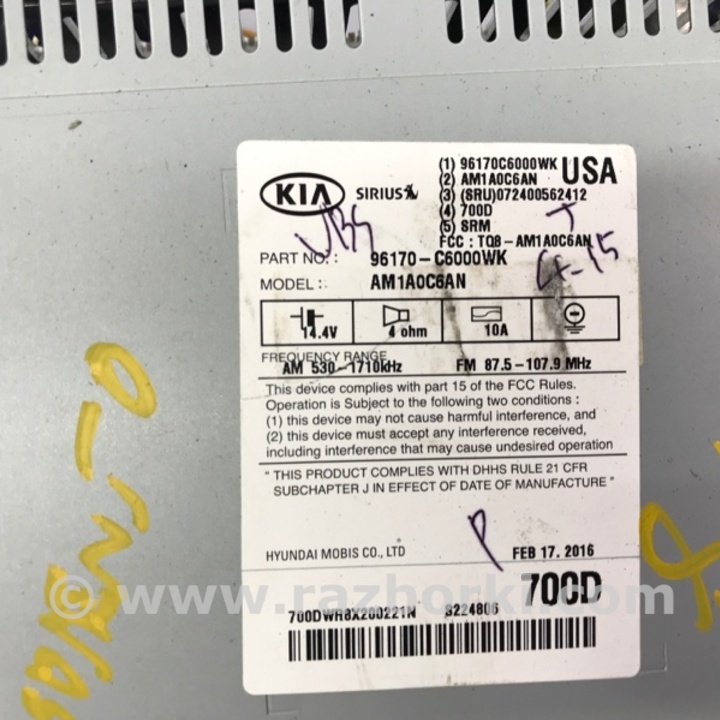 (1) 96170C6000WK USA
(2) AM1A0C6AN
(3) (SRU)072400562412
(4) 700D
(5) SRM
FCC : TQ8-AM1A0C6AN
KIA SIRIUS
PART NO. : 96170-C6000WK
MODEL : AM1A0C6AN
4-15
14.4V 4 ohm 10A
FREQUENCY RANGE
AM 530-1710kHz FM 87.5-107.9 MHz
This device complies with part 15 of the FCC Rules.
Operation is Subject to the following two conditions :
(1) this device may not cause harmful interference, and
(2) this device must accept any interference received,
including interference that may cause undesired operation
" THIS PRODUCT COMPLIES WITH DHHS RULE 21 CFR
SUBCHAPTER J IN EFFECT OF DATE OF MANUFACTURE "
P
HYUNDAI MOBIS CO., LTD FEB 17. 2016
700D
© www.razborki.com
700DWR8X200221N S224806